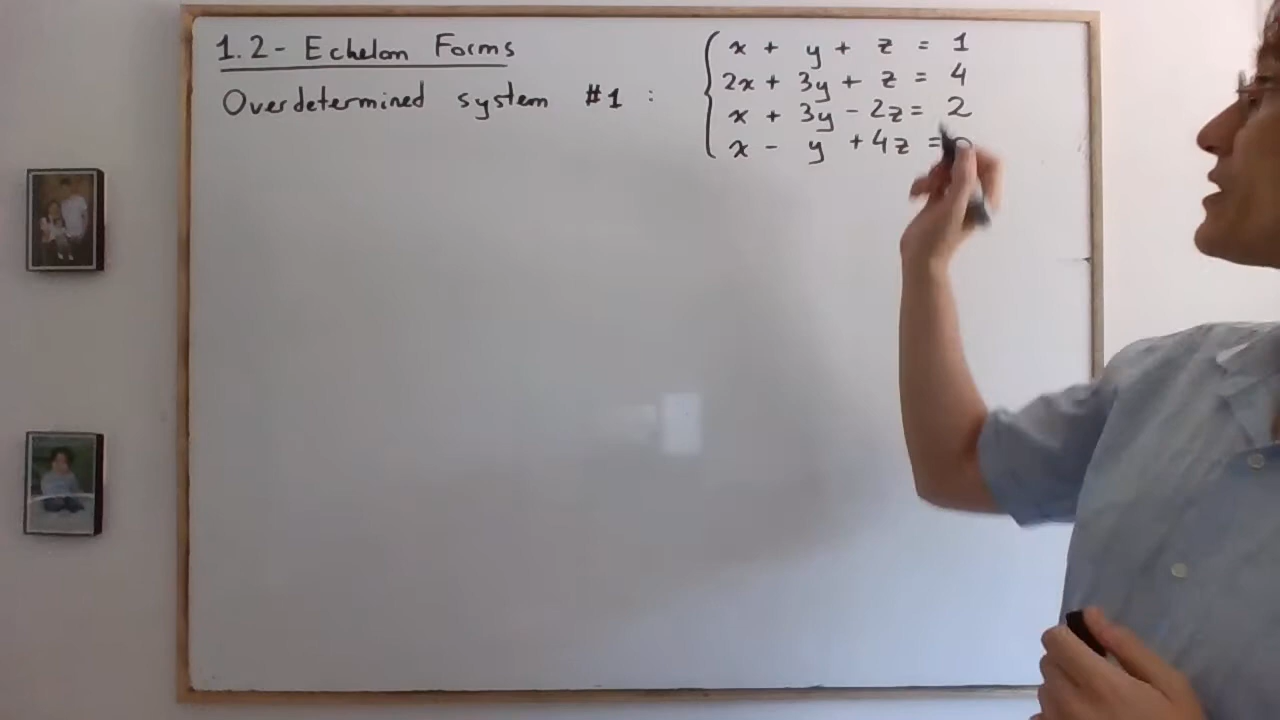 1.2- Echelon Forms
Overdetermined system #1 :
x + y + z = 1
2x + 3y + z = 4
x + 3y - 2z = 2
x - y + 4z =